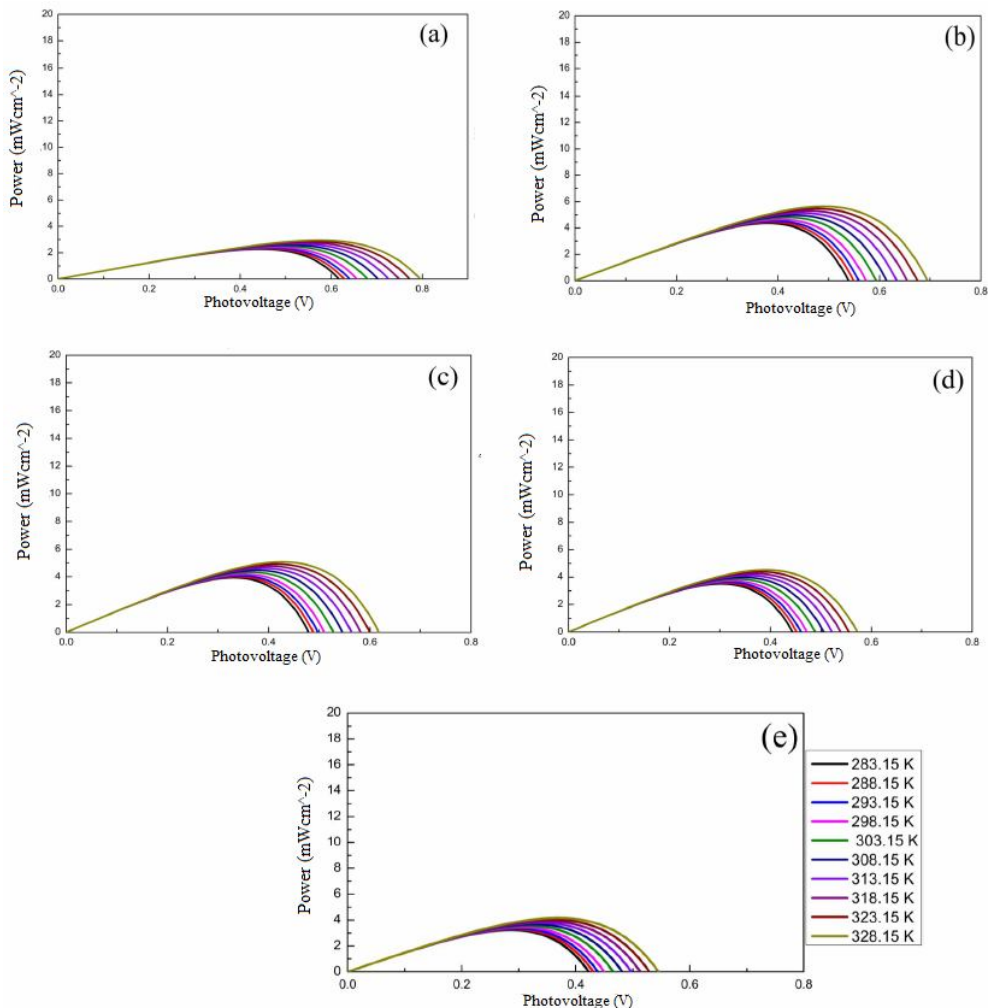 (a)
Power (mWcm^-2)
20
18
16
14
12
10
8
6
4
2
0
0.0 0.2 0.4 0.6 0.8
Photovoltage (V)
(b)
Power (mWcm^-2)
20
18
16
14
12
10
8
6
4
2
0
0.0 0.2 0.4 0.6 0.8
Photovoltage (V)
(c)
Power (mWcm^-2)
20
18
16
14
12
10
8
6
4
2
0
0.0 0.2 0.4 0.6 0.8
Photovoltage (V)
(d)
Power (mWcm^-2)
20
18
16
14
12
10
8
6
4
2
0
0.0 0.2 0.4 0.6 0.8
Photovoltage (V)
(e)
Power (mWcm^-2)
20
18
16
14
12
10
8
6
4
2
0
0.0 0.2 0.4 0.6 0.8
Photovoltage (V)
283.15 K
288.15 K
293.15 K
298.15 K
303.15 K
308.15 K
313.15 K
318.15 K
323.15 K
328.15 K